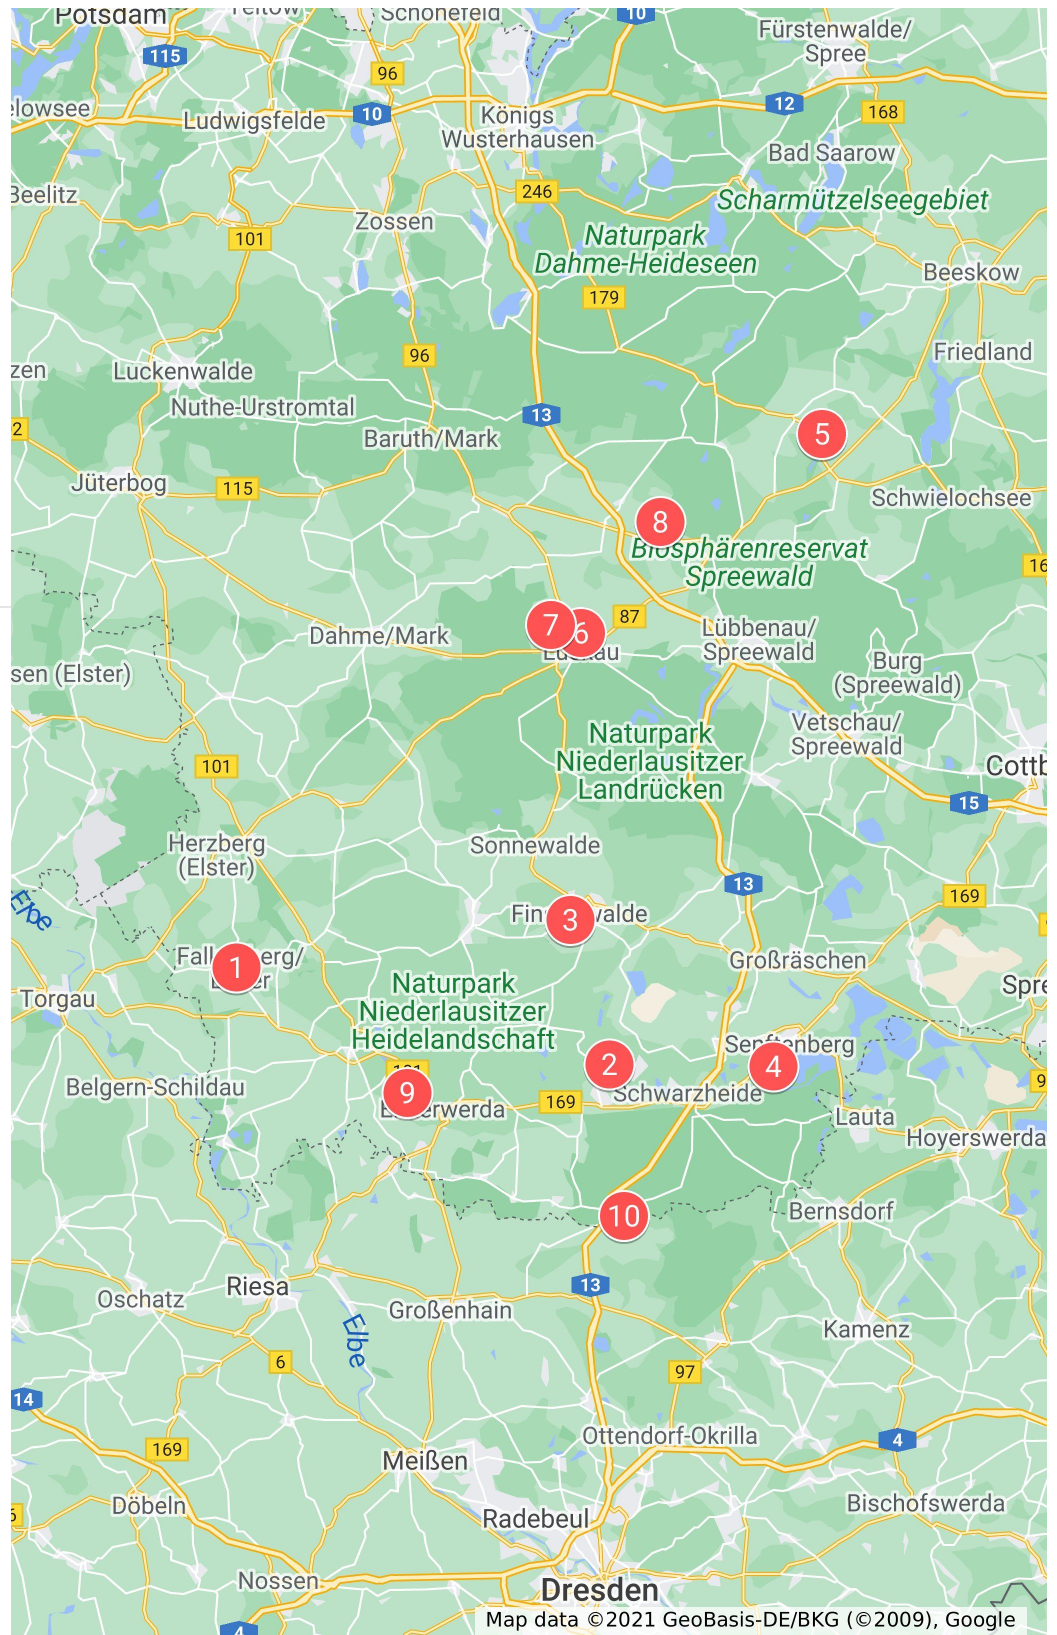 Potsdam
Schönefeld
10
Fürstenwalde/
Spree
115
96
12
168
elowsee
Ludwigsfelde
10
Königs
Wusterhausen
Bad Saarow
Beelitz
246
Scharmützelseegebiet
Zossen
101
Naturpark
Dahme-Heideseen
Beeskow
179
96
Friedland
zen
Luckenwalde
Nuthe-Urstromtal
13
2
Baruth/Mark
5
Jüterbog
115
Schwielochsee
8
Biosphärenreservat
Spreewald
16
7
6
87
Dahme/Mark
Lübbenau/
Spreewald
sen (Elster)
Burg
(Spreewald)
Naturpark
Niederlausitzer
Landrücken
Vetschau/
Spreewald
101
Cottb
15
Herzberg
(Elster)
Sonnewalde
13
169
Elbe
3
Großräschen
1
Torgau
Naturpark
Niederlausitzer
Heidelandschaft
Spre
Senftenberg
2
4
9
Belgern-Schildau
9
169
Schwarzheide
Lauta
Hoyerswerda
10
Bernsdorf
Riesa
13
Oschatz
Großenhain
Elbe
Kamenz
6
97
14
169
Ottendorf-Okrilla
4
Meißen
Döbeln
Bischofswerda
Radebeul
Nossen
Dresden
4
Map data ©2021 GeoBasis-DE/BKG (©2009), Google